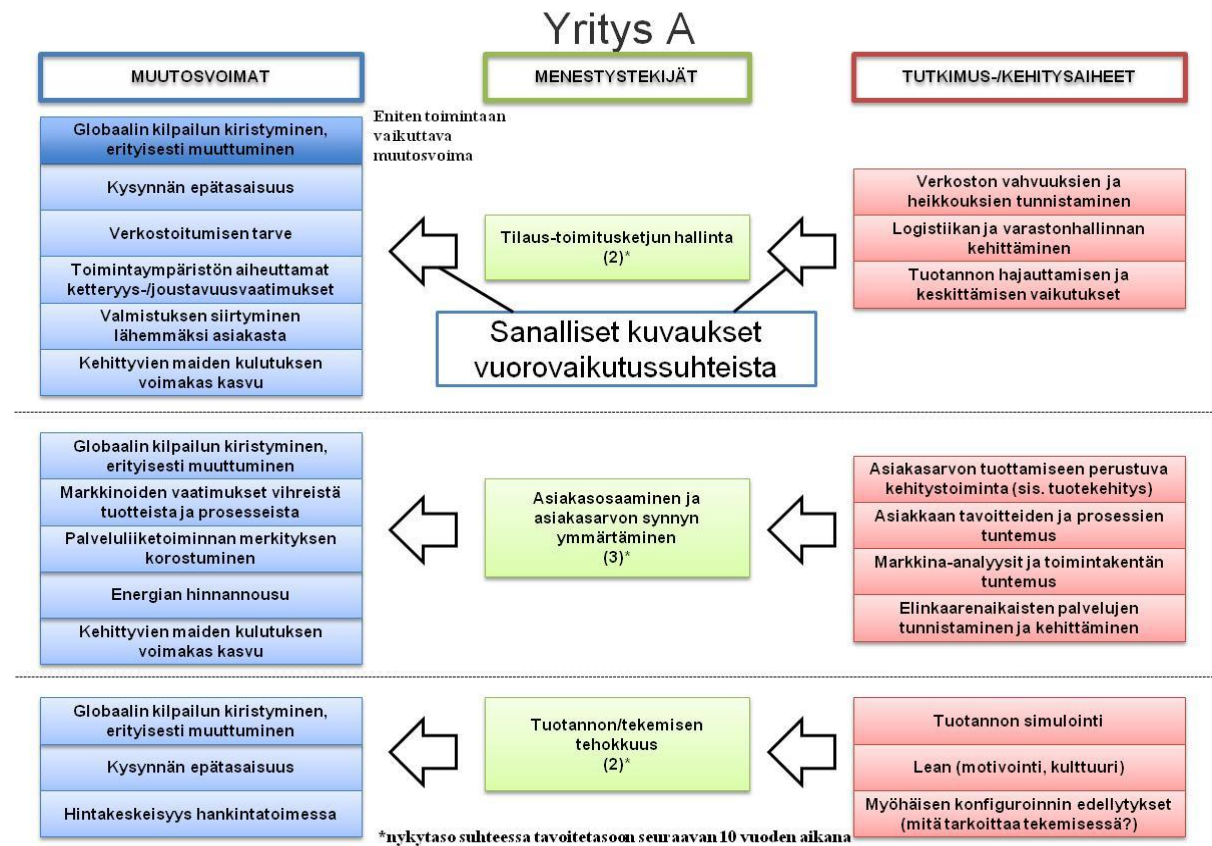 Yritys A
MUUTOSVOIMAT
MENESTYSTEKIJÄT
TUTKIMUS-/KEHITYSAIHEET
Globaalin kilpailun kiristyminen,
erityisesti muuttuminen
Eniten toimintaan
vaikuttava
muutosvoima
Kysynnän epätasaisuus
Verkostoitumisen tarve
Toimintaympäristön aiheuttamat
ketteryys-/joustavuusvaatimukset
Valmistuksen siirtyminen
lähemmäksi asiakasta
Kehittyvien maiden kulutuksen
voimakas kasvu
Tilaus-toimitusketjun hallinta
(2)*
Sanalliset kuvaukset
vuorovaikutussuhteista
Verkoston vahvuuksien ja
heikkouksien tunnistaminen
Logistiikan ja varastonhallinnan
kehittäminen
Tuotannon hajauttamisen ja
keskittämisen vaikutukset
Globaalin kilpailun kiristyminen,
erityisesti muuttuminen
Markkinoiden vaatimukset vihreistä
tuotteista ja prosesseista
Palveluliiketoiminnan merkityksen
korostuminen
Energian hinnannousu
Kehittyvien maiden kulutuksen
voimakas kasvu
Asiakasosaaminen ja
asiakasarvon synnyn
ymmärtäminen
(3)*
Asiakasarvon tuottamiseen perustuva
kehitystoiminta (sis. tuotekehitys)
Asiakkaan tavoitteiden ja prosessien
tuntemus
Markkina-analyysit ja toimintakentän
tuntemus
Elinkaarenaikaisten palvelujen
tunnistaminen ja kehittäminen
Globaalin kilpailun kiristyminen,
erityisesti muuttuminen
Kysynnän epätasaisuus
Hintakeskeisyys hankintatoimessa
Tuotannon/tekemisen
tehokkuus
(2)*
Tuotannon simulointi
Lean (motivointi, kulttuuri)
Myöhäisen konfiguroinnin edellytykset
(mitä tarkoittaa tekemisessä?)
*nykytaso suhteessa tavoitetasoon seuraavan 10 vuoden aikana